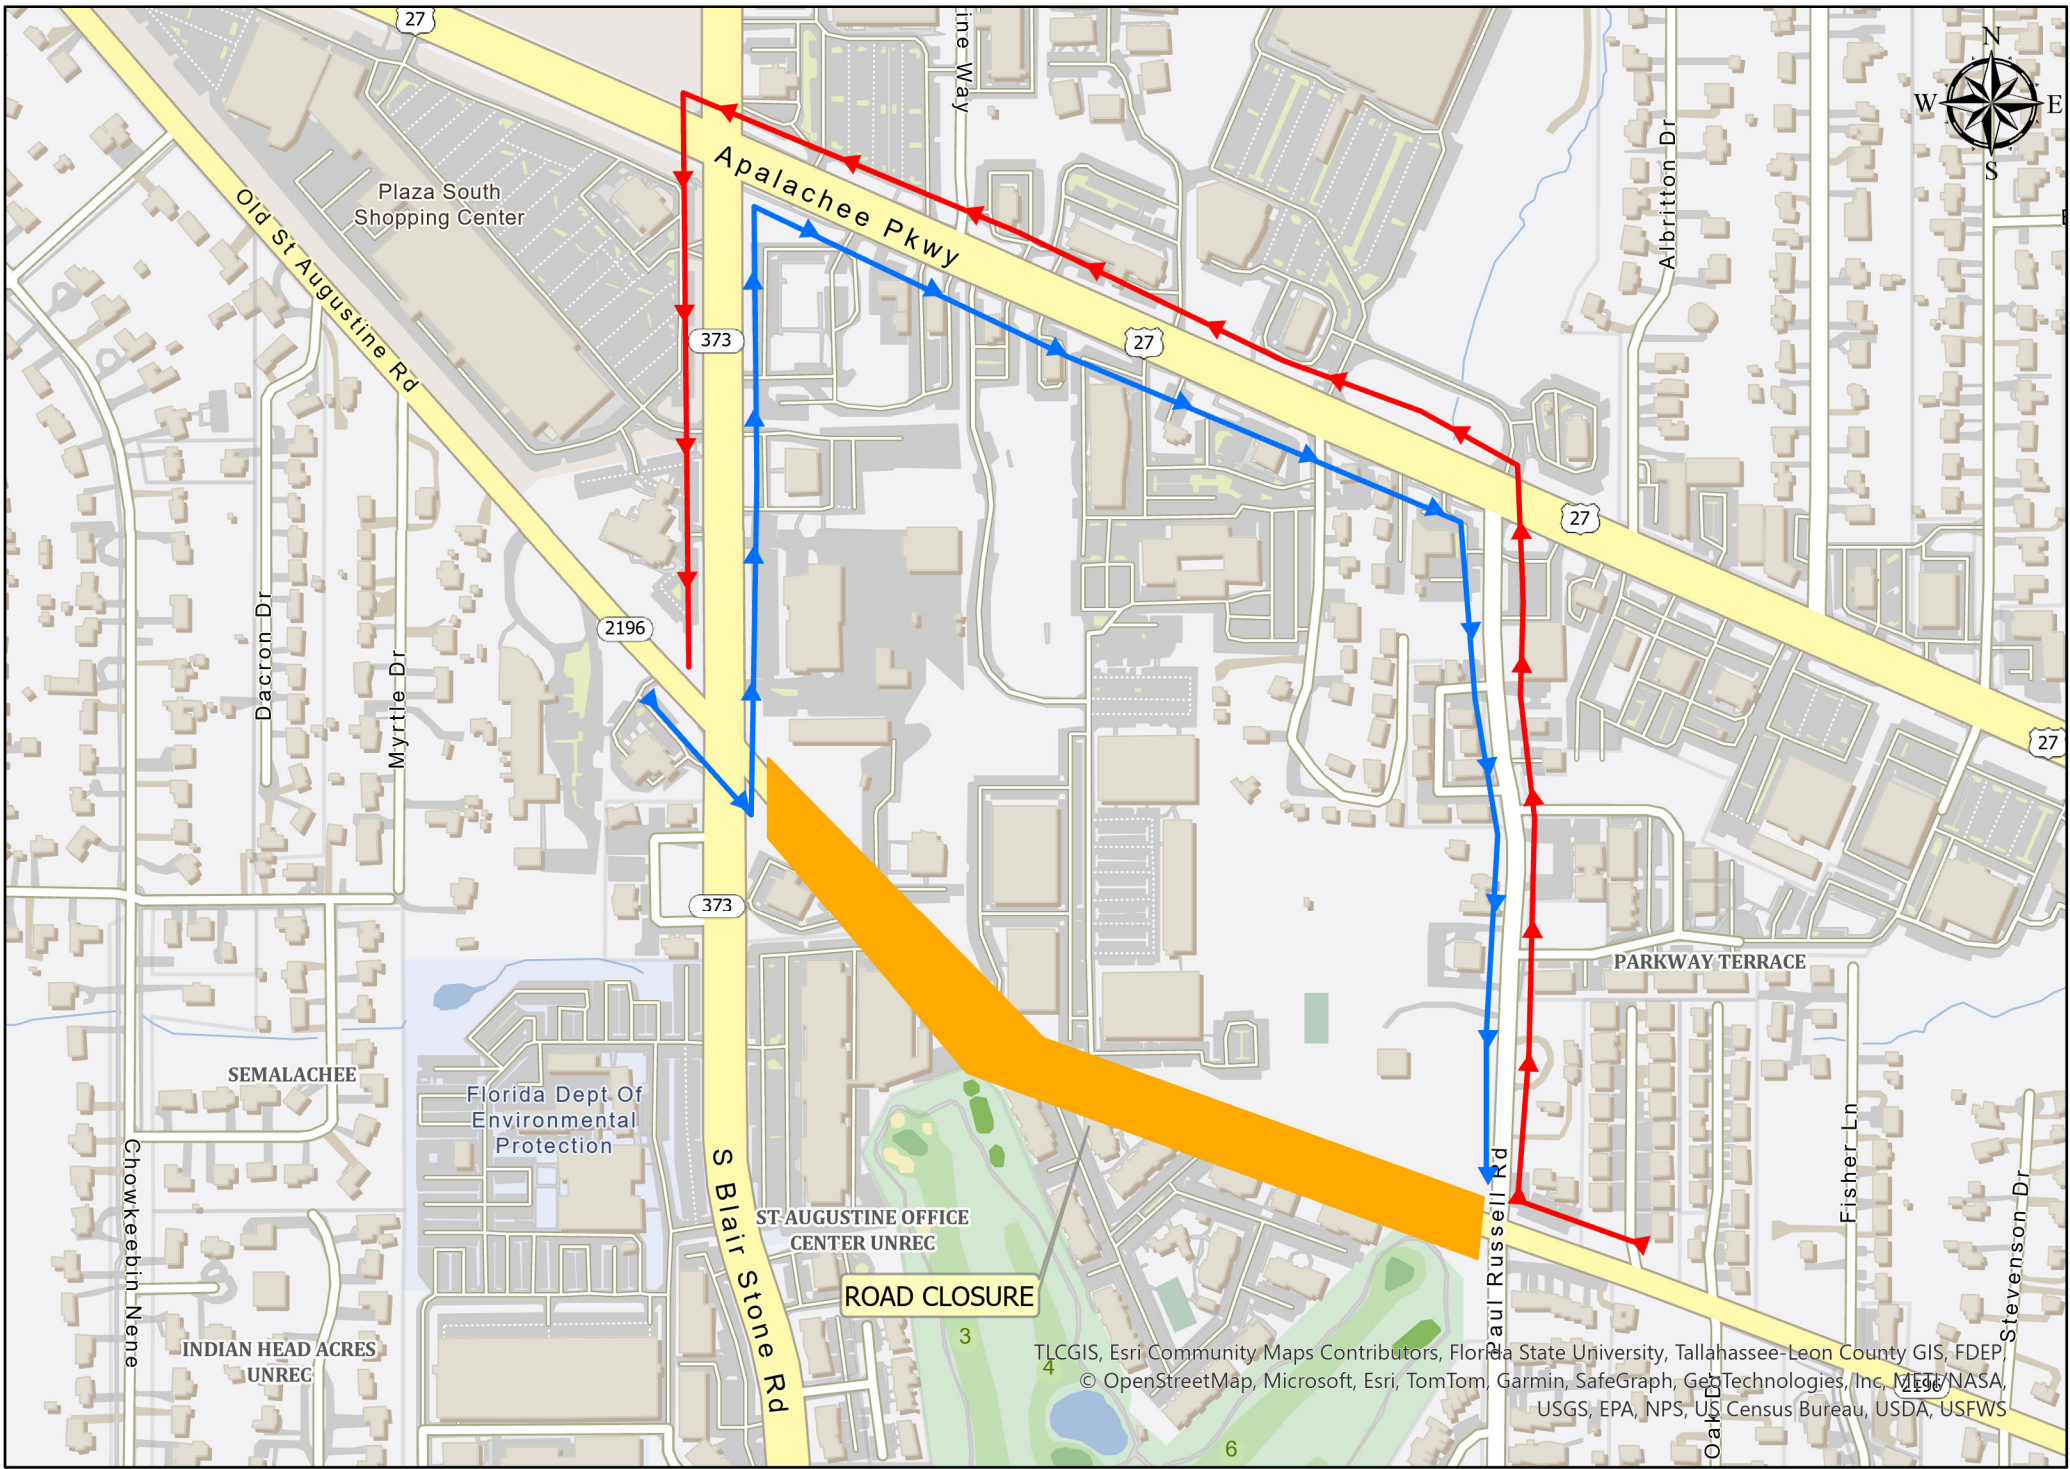 27
ine Way
N
W
E
S
Albritton Dr
Apalachee Pkwy
Plaza South
Shopping Center
Old St Augustine Rd
373
27
27
2196
Dacron Dr
Myrtle Dr
27
373
PARKWAY TERRACE
SEMALACHEE
Florida Dept Of
Environmental
Protection
Chowkeebin Nene
S Blair Stone Rd
ST AUGUSTINE OFFICE
CENTER UNREC
Paul Russell Rd
Fisher Ln
Stevenson Dr
ROAD CLOSURE
INDIAN HEAD ACRES
UNREC
3
4
6
TLCGIS, Esri Community Maps Contributors, Florida State University, Tallahassee-Leon County GIS, FDEP,
© OpenStreetMap, Microsoft, Esri, TomTom, Garmin, SafeGraph, GeoTechnologies, Inc, METI/NASA,
USGS, EPA, NPS, US Census Bureau, USDA, USFWS
2196
Oak Dr